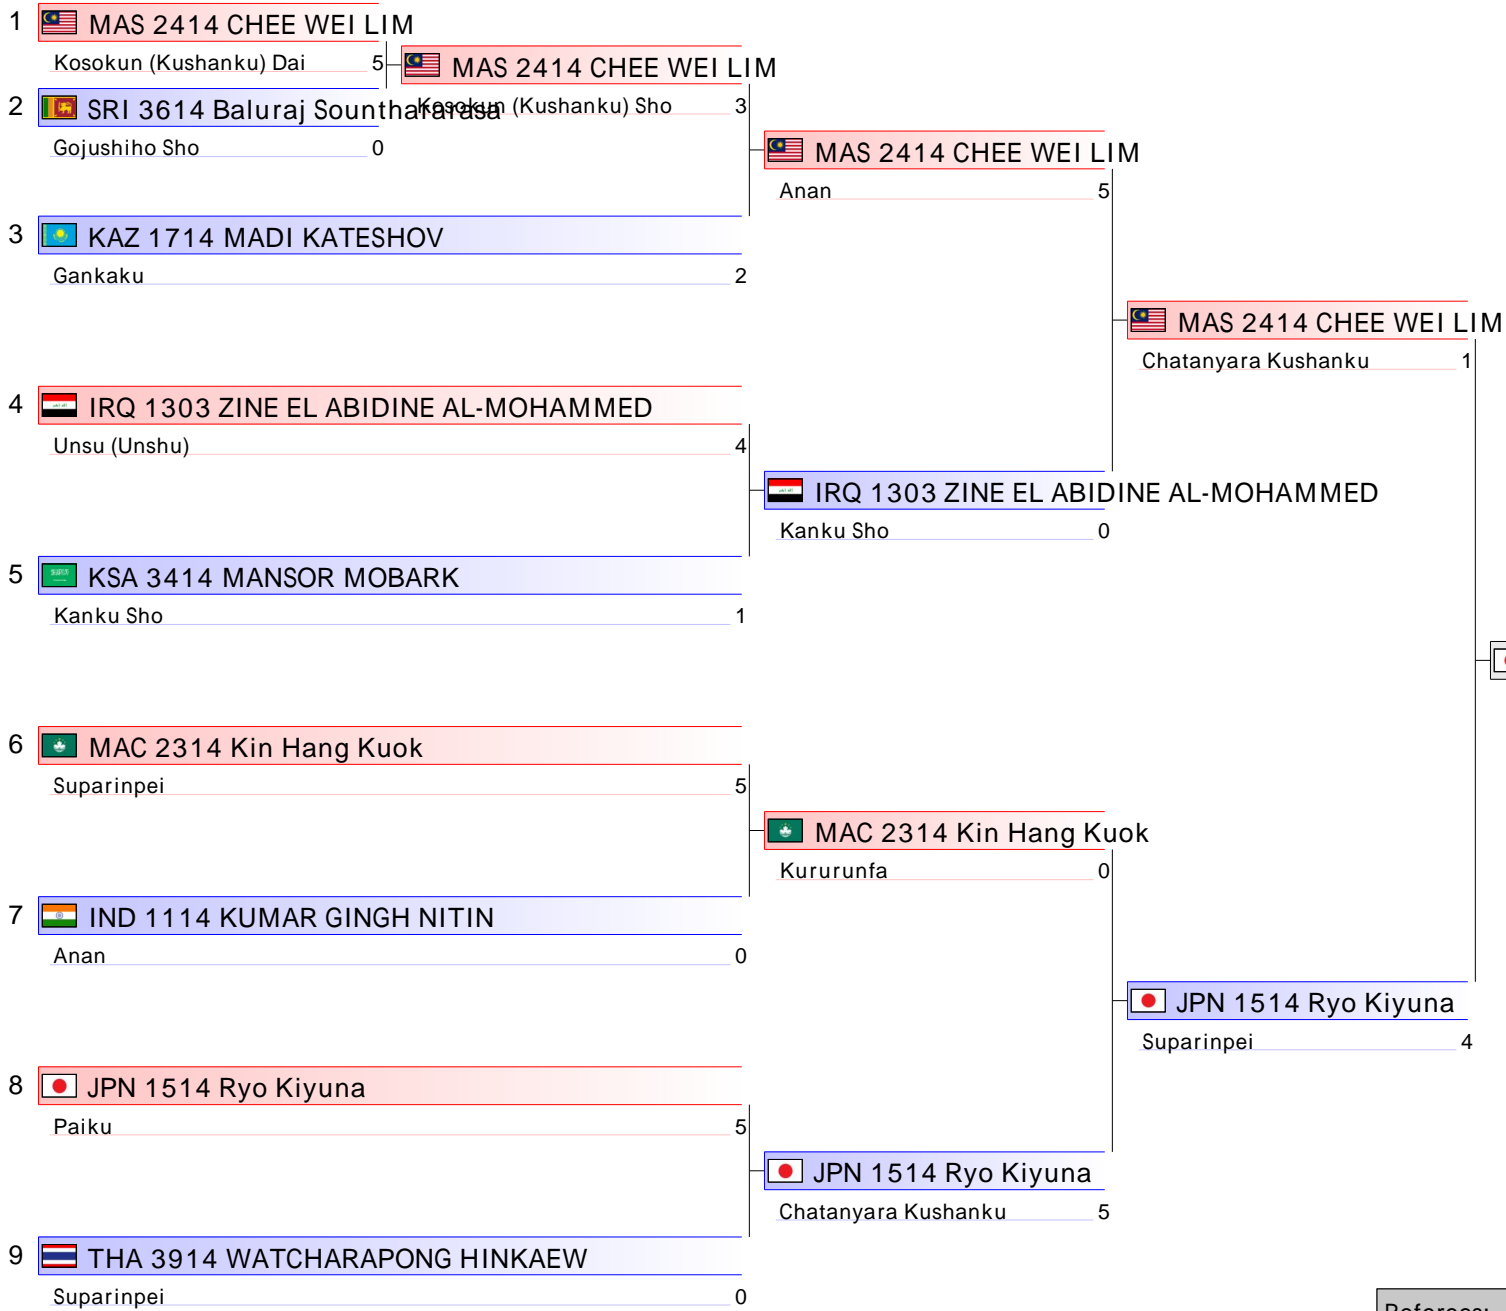 1 MAS 2414 CHEE WEI LIM
Kosokun (Kushanku) Dai 5
MAS 2414 CHEE WEI LIM
2 SRI 3614 Baluraj Sounthararasa
Kosokun (Kushanku) Sho 3
Gojushiho Sho 0
MAS 2414 CHEE WEI LIM
Anan 5
3 KAZ 1714 MADI KATESHOV
Gankaku 2
MAS 2414 CHEE WEI LIM
Chatanyara Kushanku 1
4 IRQ 1303 ZINE EL ABIDINE AL-MOHAMMED
Unsu (Unshu) 4
IRQ 1303 ZINE EL ABIDINE AL-MOHAMMED
Kanku Sho 0
5 KSA 3414 MANSOR MOBARK
Kanku Sho 1
6 MAC 2314 Kin Hang Kuok
Suparinpei 5
MAC 2314 Kin Hang Kuok
Kururunfa 0
7 IND 1114 KUMAR GINGH NITIN
Anan 0
JPN 1514 Ryo Kiyuna
Suparinpei 4
8 JPN 1514 Ryo Kiyuna
Paiku 5
JPN 1514 Ryo Kiyuna
Chatanyara Kushanku 5
9 THA 3914 WATCHARAPONG HINKAEW
Suparinpei 0